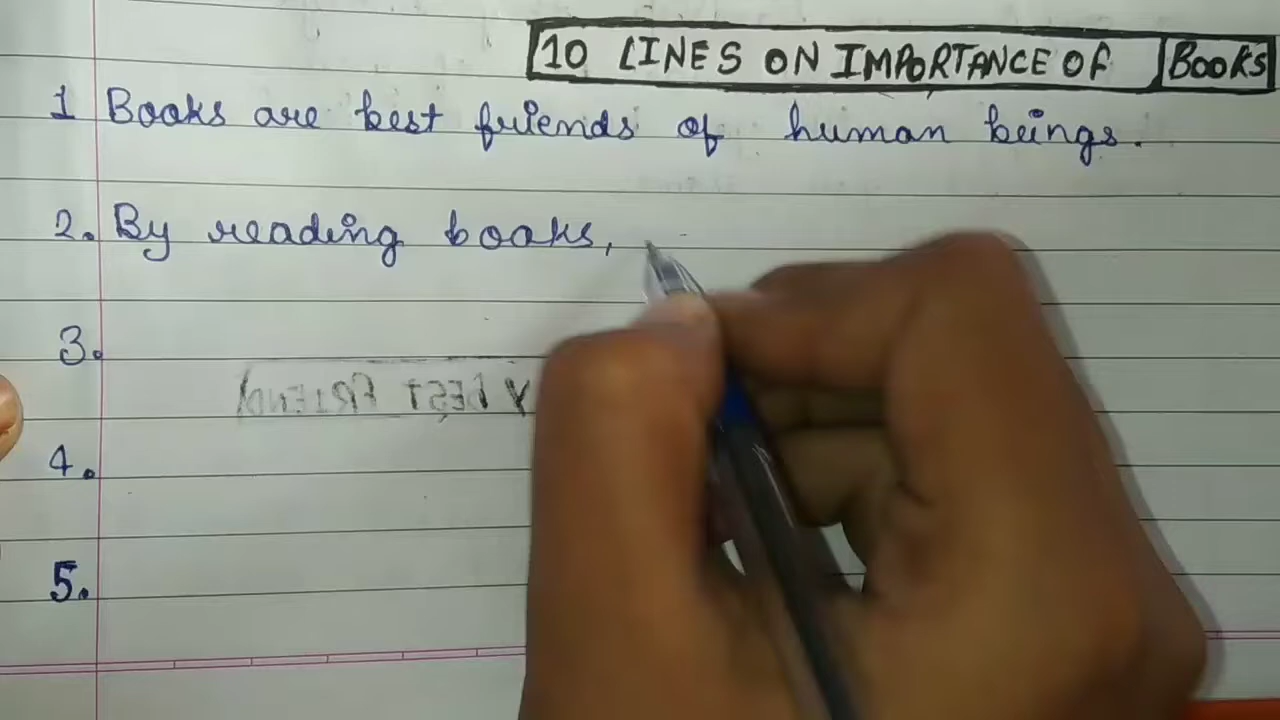 10 LINES ON IMPORTANCE OF BOOKS
1 Books are best friends of human beings.
2. By reading books,
3.
4.
5.